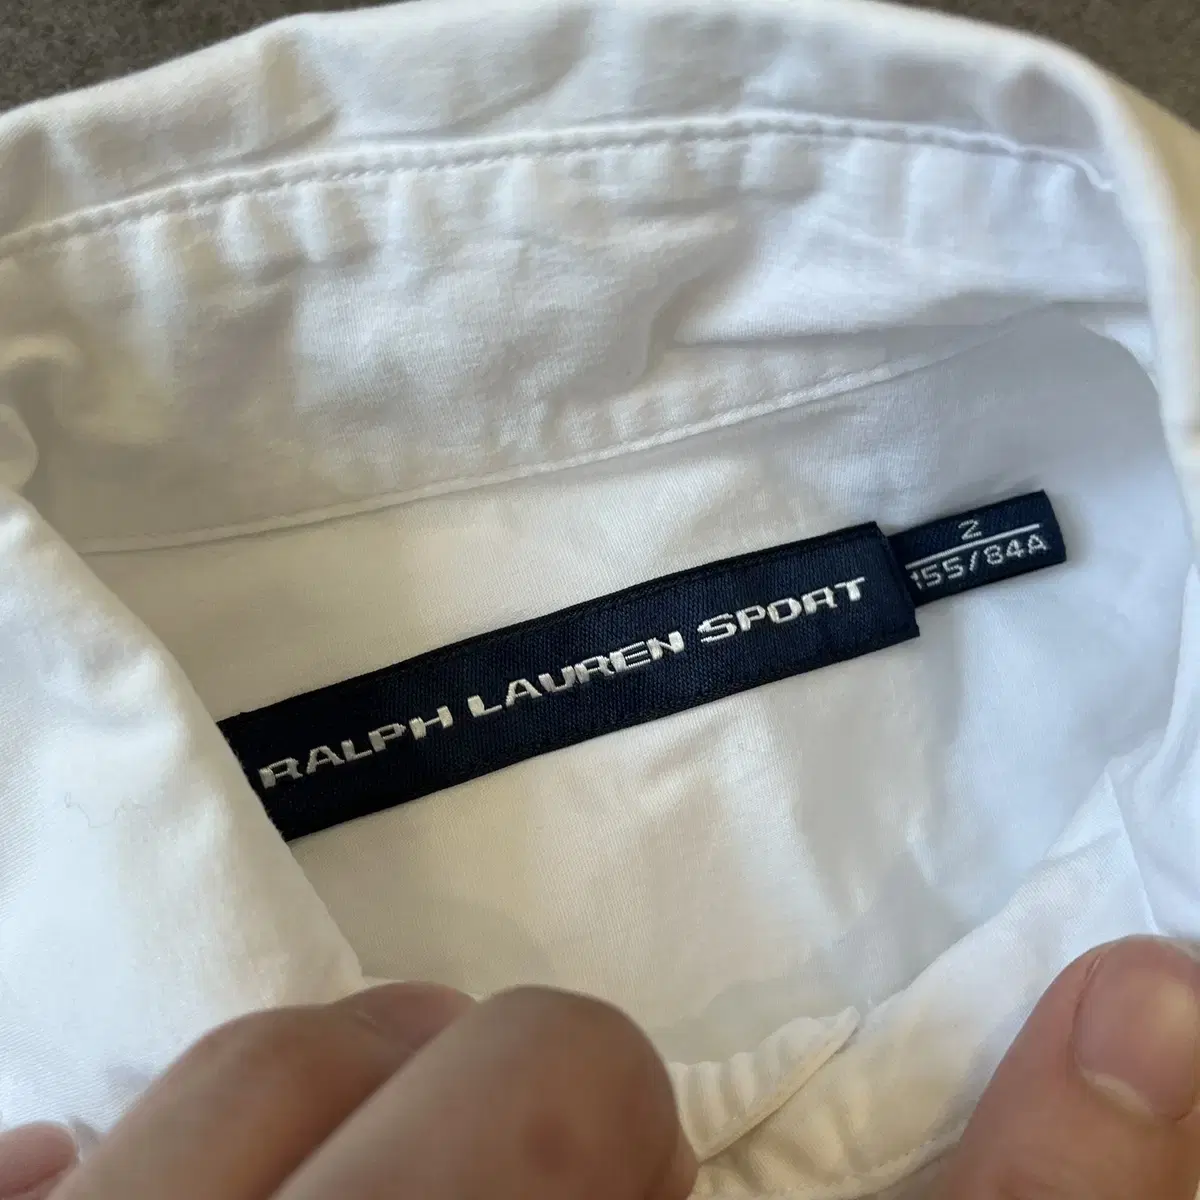 RALPH LAUREN SPORT
2
155/84A